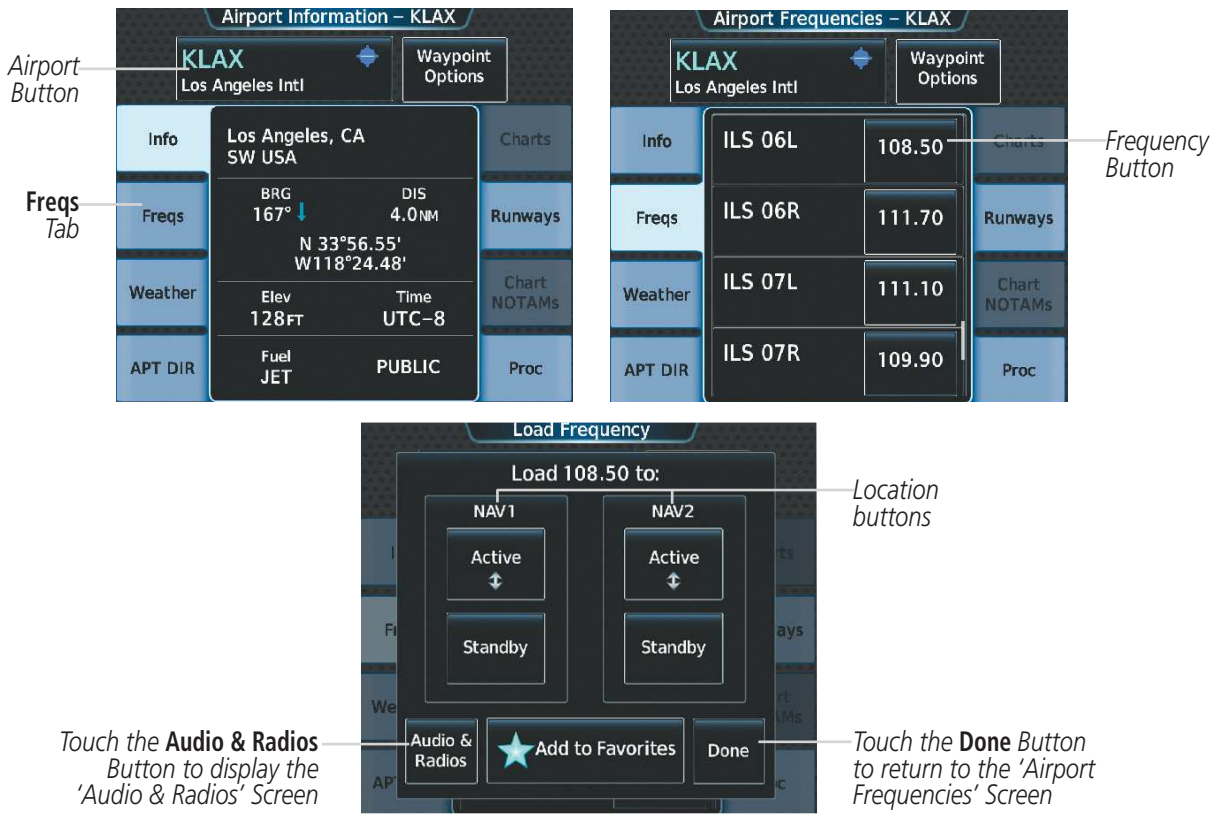 Airport Information – KLAX
Airport Button
KLAX
Los Angeles Intl
Waypoint Options
Info
Freqs Tab
Freqs
Weather
APT DIR
Los Angeles, CA
SW USA
BRG
167°
DIS
4.0NM
N 33°56.55'
W118°24.48'
Elev
128FT
Time
UTC–8
Fuel
JET
PUBLIC
Charts
Runways
Chart NOTAMs
Proc
Airport Frequencies – KLAX
KLAX
Los Angeles Intl
Waypoint Options
Info
Freqs
Weather
APT DIR
ILS 06L
108.50
ILS 06R
111.70
ILS 07L
111.10
ILS 07R
109.90
Charts
Runways
Chart NOTAMs
Proc
Frequency Button
Load Frequency
Load 108.50 to:
NAV1
NAV2
Active
Active
Standby
Standby
Location buttons
Audio & Radios
Add to Favorites
Done
Touch the Audio & Radios
Button to display the
'Audio & Radios' Screen
Touch the Done Button
to return to the 'Airport
Frequencies' Screen